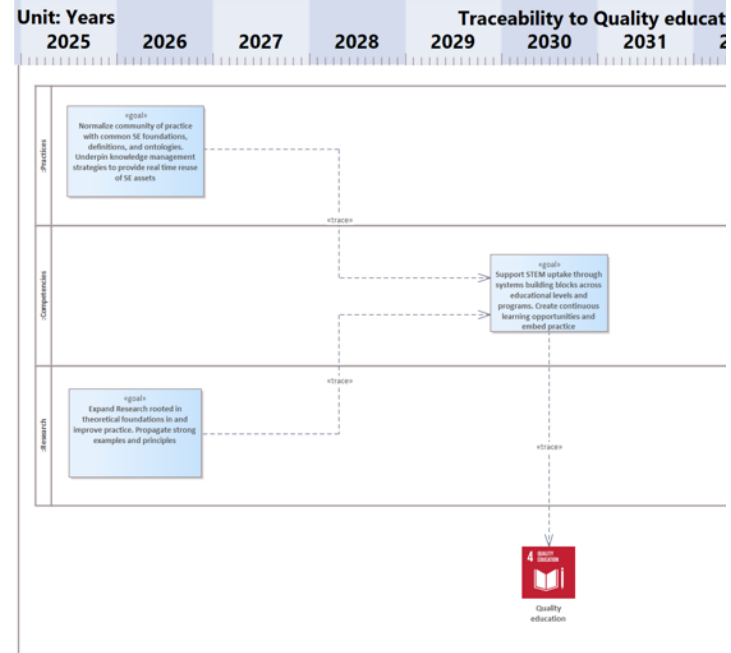 Unit: Years
Traceability to Quality educat
2025 2026 2027 2028 2029 2030 2031 2
:Practices
«goal»
Normalize community of practice
with common SE foundations,
definitions, and ontologies.
Underpin knowledge management
strategies to provide real time reuse
of SE assets
«trace»
:Competencies
«goal»
Support STEM uptake through
systems building blocks across
educational levels and
programs. Create continuous
learning opportunities and
embed practice
«trace»
:Research
«goal»
Expand Research rooted in
theoretical foundations in and
improve practice. Propagate strong
examples and principles
«trace»
4 QUALITY
EDUCATION
Quality
education